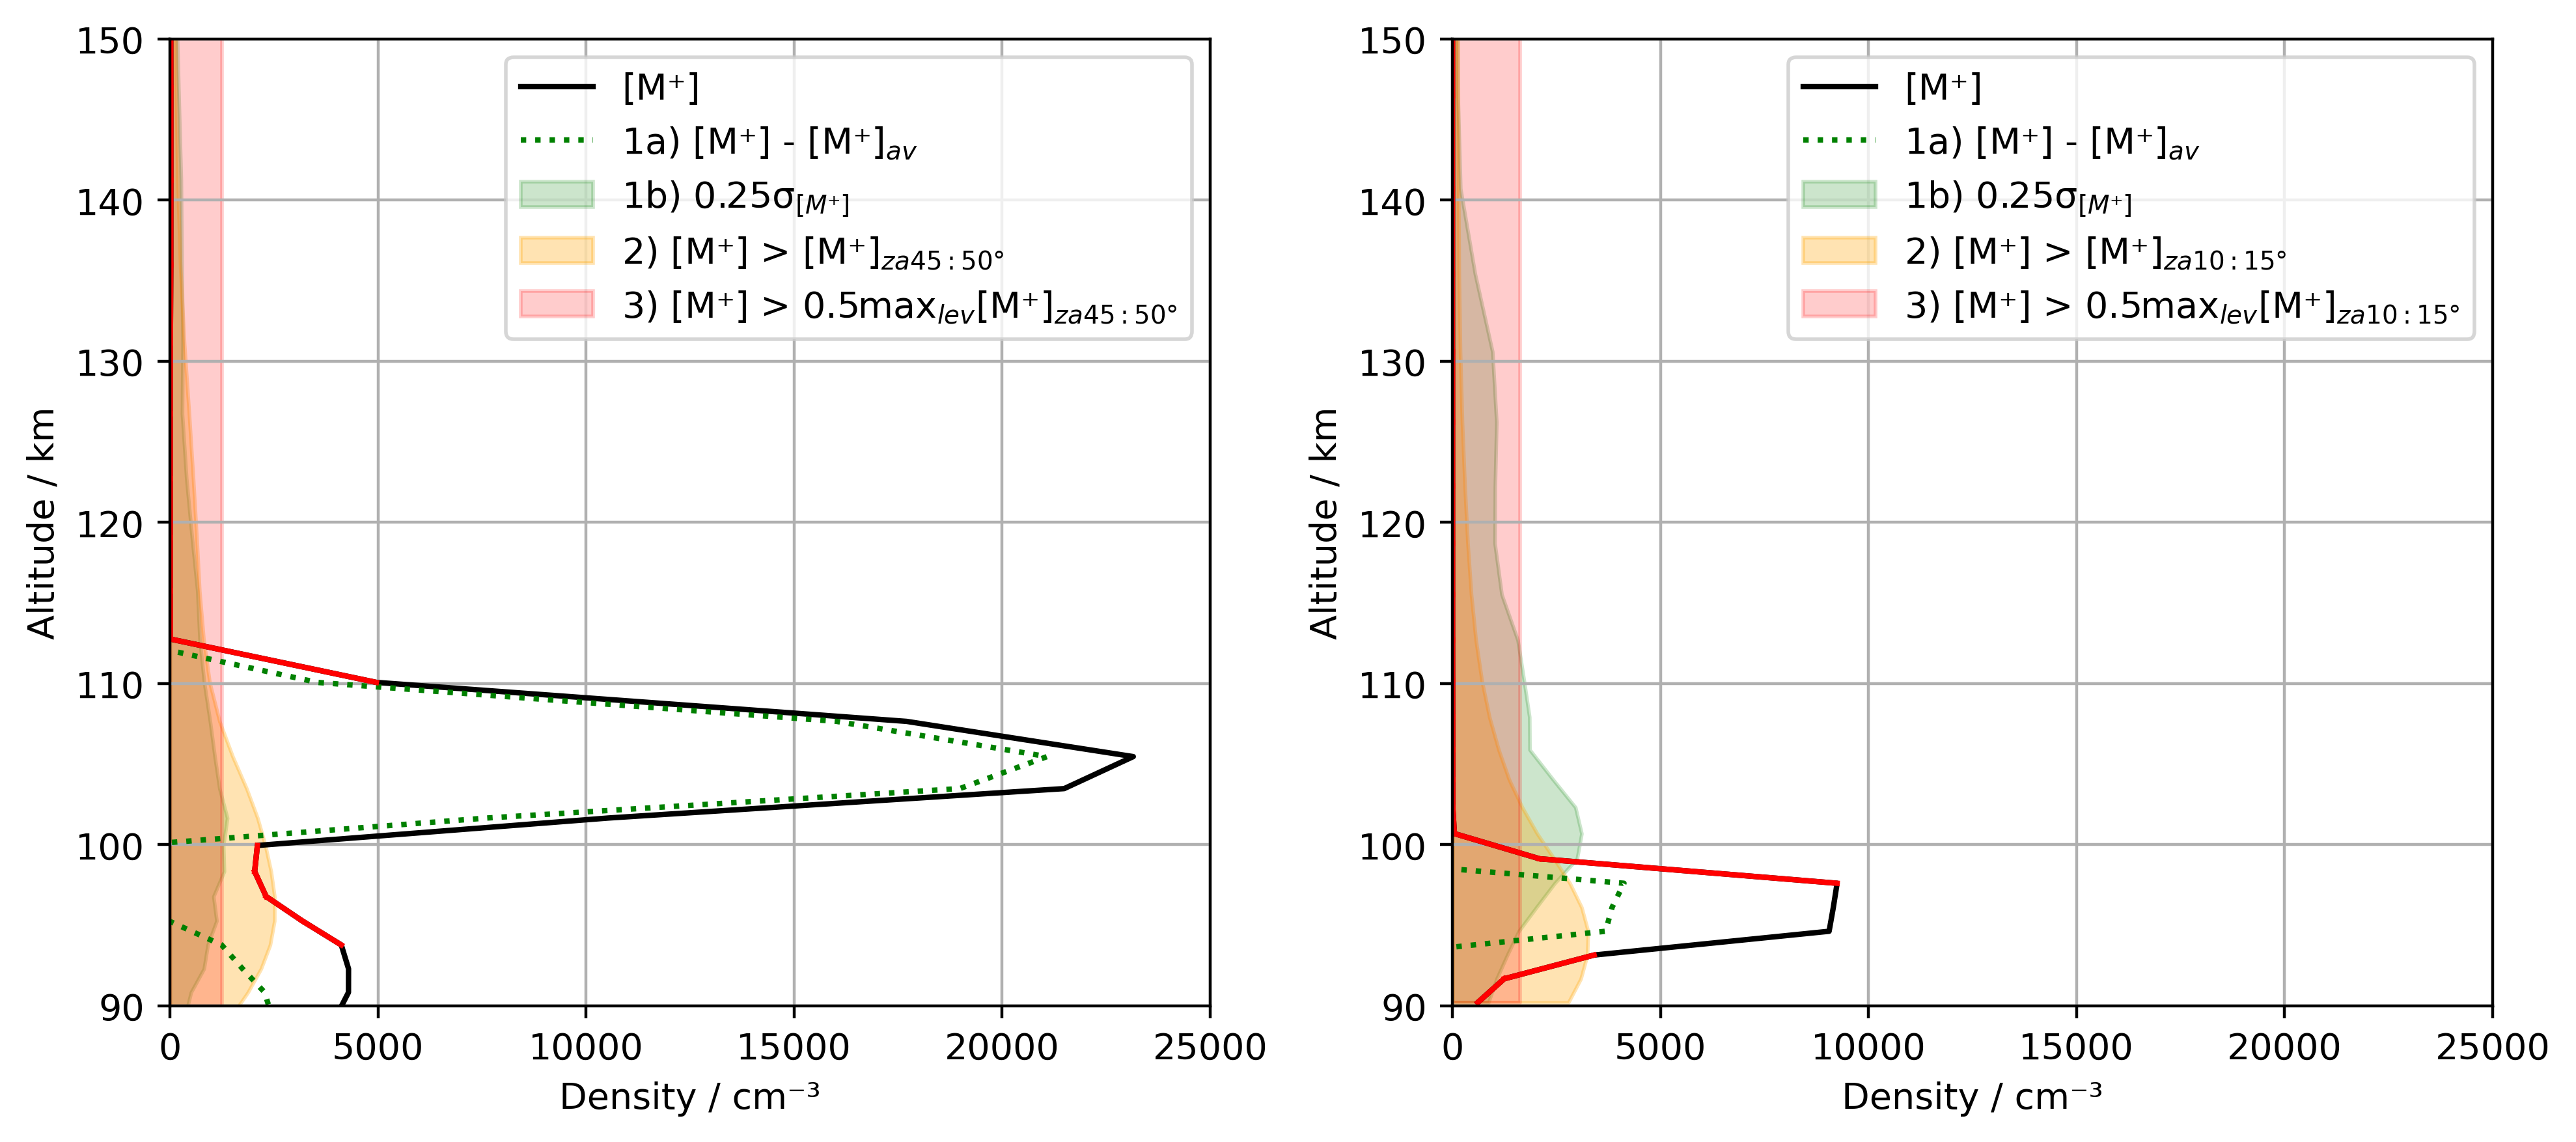 150
140
130
120
110
100
90
Altitude / km
[M⁺]
1a) [M⁺] - [M⁺]av
1b) 0.25σ[M⁺]
2) [M⁺] > [M⁺]za45:50°
3) [M⁺] > 0.5maxlev[M⁺]za45:50°
0 5000 10000 15000 20000 25000
Density / cm⁻³
150
140
130
120
110
100
90
Altitude / km
[M⁺]
1a) [M⁺] - [M⁺]av
1b) 0.25σ[M⁺]
2) [M⁺] > [M⁺]za10:15°
3) [M⁺] > 0.5maxlev[M⁺]za10:15°
0 5000 10000 15000 20000 25000
Density / cm⁻³